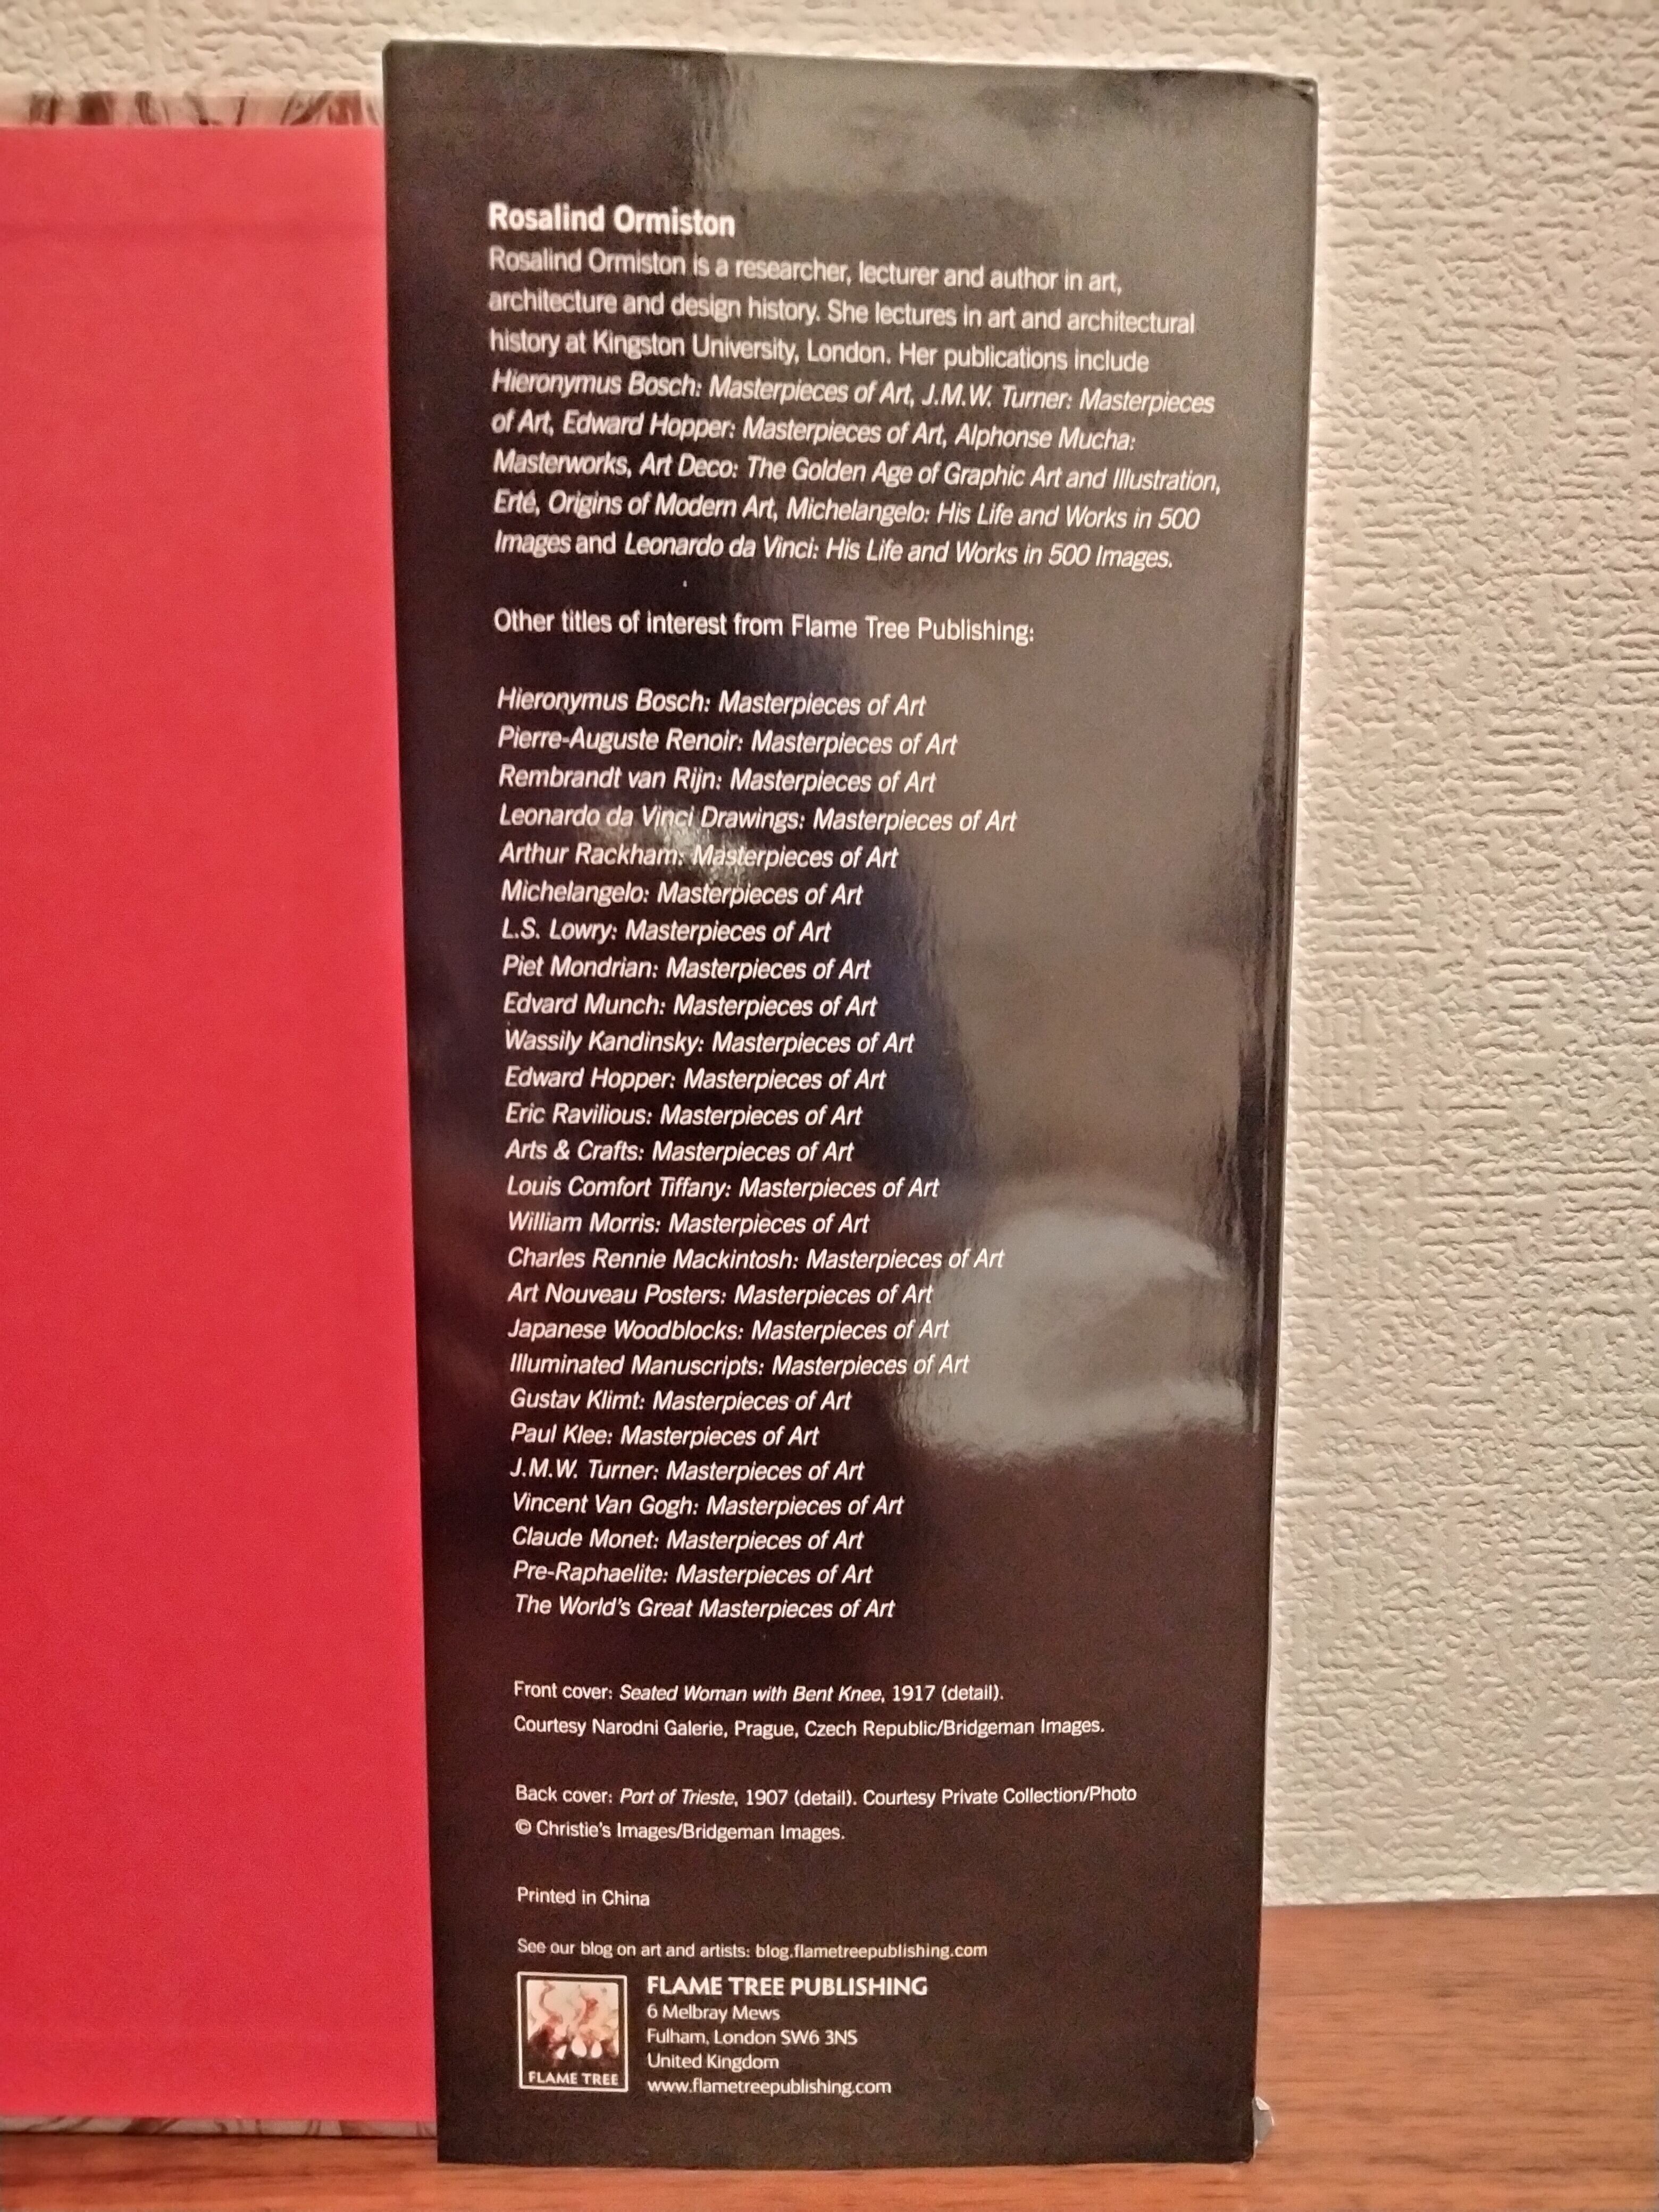 Rosalind Ormiston
Rosalind Ormiston is a researcher, lecturer and author in art,
architecture and design history. She lectures in art and architectural
history at Kingston University, London. Her publications include
Hieronymus Bosch: Masterpieces of Art, J.M.W. Turner: Masterpieces
of Art, Edward Hopper: Masterpieces of Art, Alphonse Mucha:
Masterworks, Art Deco: The Golden Age of Graphic Art and Illustration,
Erté, Origins of Modern Art, Michelangelo: His Life and Works in 500
Images and Leonardo da Vinci: His Life and Works in 500 Images.
Other titles of interest from Flame Tree Publishing:
Hieronymus Bosch: Masterpieces of Art
Pierre-Auguste Renoir: Masterpieces of Art
Rembrandt van Rijn: Masterpieces of Art
Leonardo da Vinci Drawings: Masterpieces of Art
Arthur Rackham: Masterpieces of Art
Michelangelo: Masterpieces of Art
L.S. Lowry: Masterpieces of Art
Piet Mondrian: Masterpieces of Art
Edvard Munch: Masterpieces of Art
Wassily Kandinsky: Masterpieces of Art
Edward Hopper: Masterpieces of Art
Eric Ravilious: Masterpieces of Art
Arts & Crafts: Masterpieces of Art
Louis Comfort Tiffany: Masterpieces of Art
William Morris: Masterpieces of Art
Charles Rennie Mackintosh: Masterpieces of Art
Art Nouveau Posters: Masterpieces of Art
Japanese Woodblocks: Masterpieces of Art
Illuminated Manuscripts: Masterpieces of Art
Gustav Klimt: Masterpieces of Art
Paul Klee: Masterpieces of Art
J.M.W. Turner: Masterpieces of Art
Vincent Van Gogh: Masterpieces of Art
Claude Monet: Masterpieces of Art
Pre-Raphaelite: Masterpieces of Art
The World's Great Masterpieces of Art
Front cover: Seated Woman with Bent Knee, 1917 (detail).
Courtesy Narodni Galerie, Prague, Czech Republic/Bridgeman Images.
Back cover: Port of Trieste, 1907 (detail). Courtesy Private Collection/Photo
© Christie's Images/Bridgeman Images.
Printed in China
See our blog on art and artists: blog.flametreepublishing.com
FLAME TREE PUBLISHING
6 Melbray Mews
Fulham, London SW6 3NS
United Kingdom
www.flametreepublishing.com
FLAME TREE